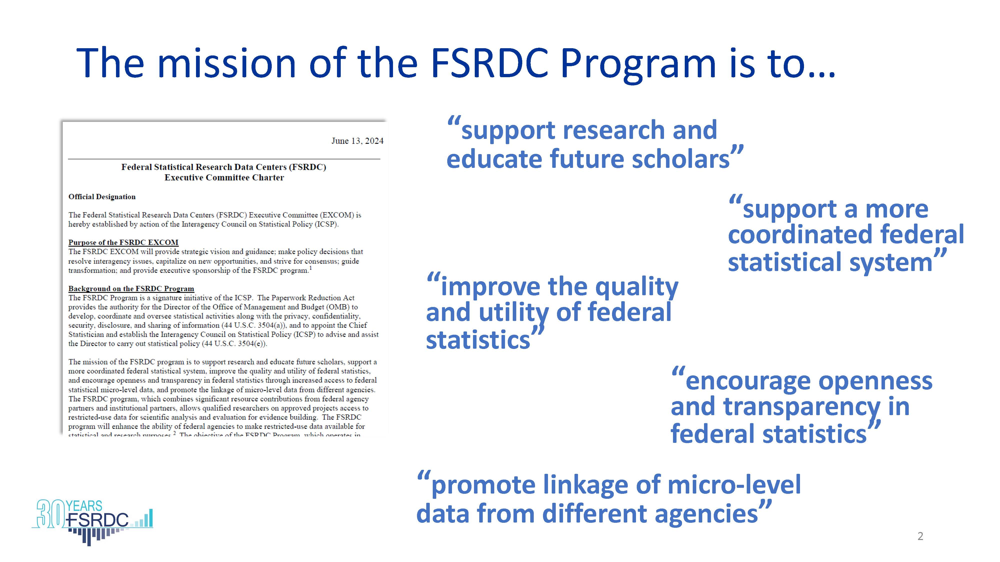 The mission of the FSRDC Program is to…
June 13, 2024
Federal Statistical Research Data Centers (FSRDC)
Executive Committee Charter
Official Designation
The Federal Statistical Research Data Centers (FSRDC) Executive Committee (EXCOM) is
hereby established by action of the Interagency Council on Statistical Policy (ICSP).
Purpose of the FSRDC EXCOM
The FSRDC EXCOM will provide strategic vision and guidance; make policy decisions that
resolve interagency issues, capitalize on new opportunities, and strive for consensus; guide
transformation; and provide executive sponsorship of the FSRDC program.1
Background on the FSRDC Program
The FSRDC Program is a signature initiative of the ICSP. The Paperwork Reduction Act
provides the authority for the Director of the Office of Management and Budget (OMB) to
develop, coordinate and oversee statistical activities along with the privacy, confidentiality,
security, disclosure, and sharing of information (44 U.S.C. 3504(a)), and to appoint the Chief
Statistician and establish the Interagency Council on Statistical Policy (ICSP) to advise and assist
the Director to carry out statistical policy (44 U.S.C. 3504(e)).
The mission of the FSRDC program is to support research and educate future scholars, support a
more coordinated federal statistical system, improve the quality and utility of federal statistics,
and encourage openness and transparency in federal statistics through increased access to federal
statistical micro-level data, and promote the linkage of micro-level data from different agencies.
The FSRDC program, which combines significant resource contributions from federal agency
partners and institutional partners, allows qualified researchers on approved projects access to
restricted-use data for scientific analysis and evaluation for evidence building. The FSRDC
program will enhance the ability of federal agencies to make restricted-use data available for
statistical and research purposes.2 The objective of the FSRDC Program, which operates in
“support research and
educate future scholars”
“support a more
coordinated federal
statistical system”
“improve the quality
and utility of federal
statistics”
“encourage openness
and transparency in
federal statistics”
“promote linkage of micro-level
data from different agencies”
30 YEARS
FSRDC
2